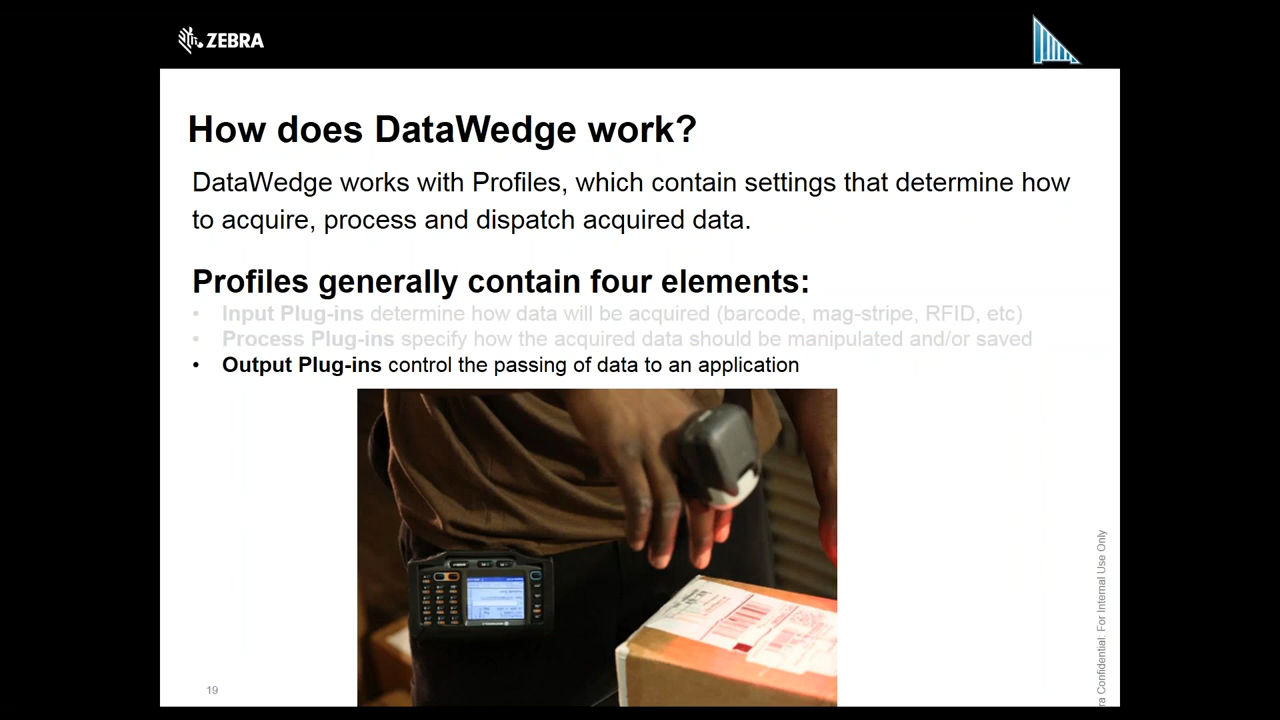 ZEBRA
How does DataWedge work?
DataWedge works with Profiles, which contain settings that determine how
to acquire, process and dispatch acquired data.
Profiles generally contain four elements:
• Input Plug-ins determine how data will be acquired (barcode, mag-stripe, RFID, etc)
• Process Plug-ins specify how the acquired data should be manipulated and/or saved
• Output Plug-ins control the passing of data to an application
19
Confidential: For Internal Use Only